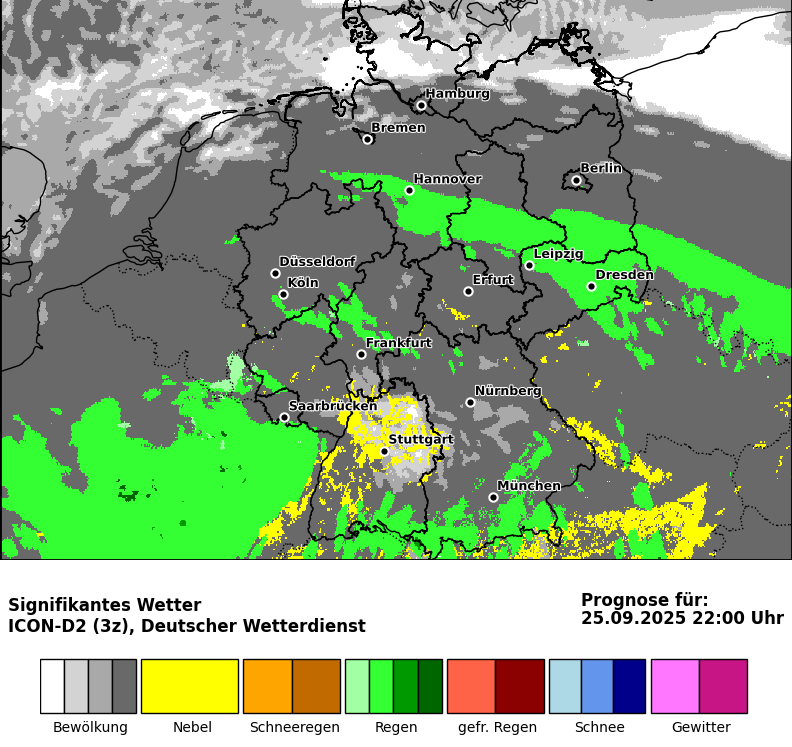 Hamburg
Bremen
Berlin
Hannover
Leipzig
Düsseldorf
Dresden
Köln
Erfurt
Frankfurt
Nürnberg
Saarbrücken
Stuttgart
München
Signifikantes Wetter
ICON-D2 (3z), Deutscher Wetterdienst
Prognose für:
25.09.2025 22:00 Uhr
Bewölkung
Nebel
Schneeregen
Regen
gefr. Regen
Schnee
Gewitter